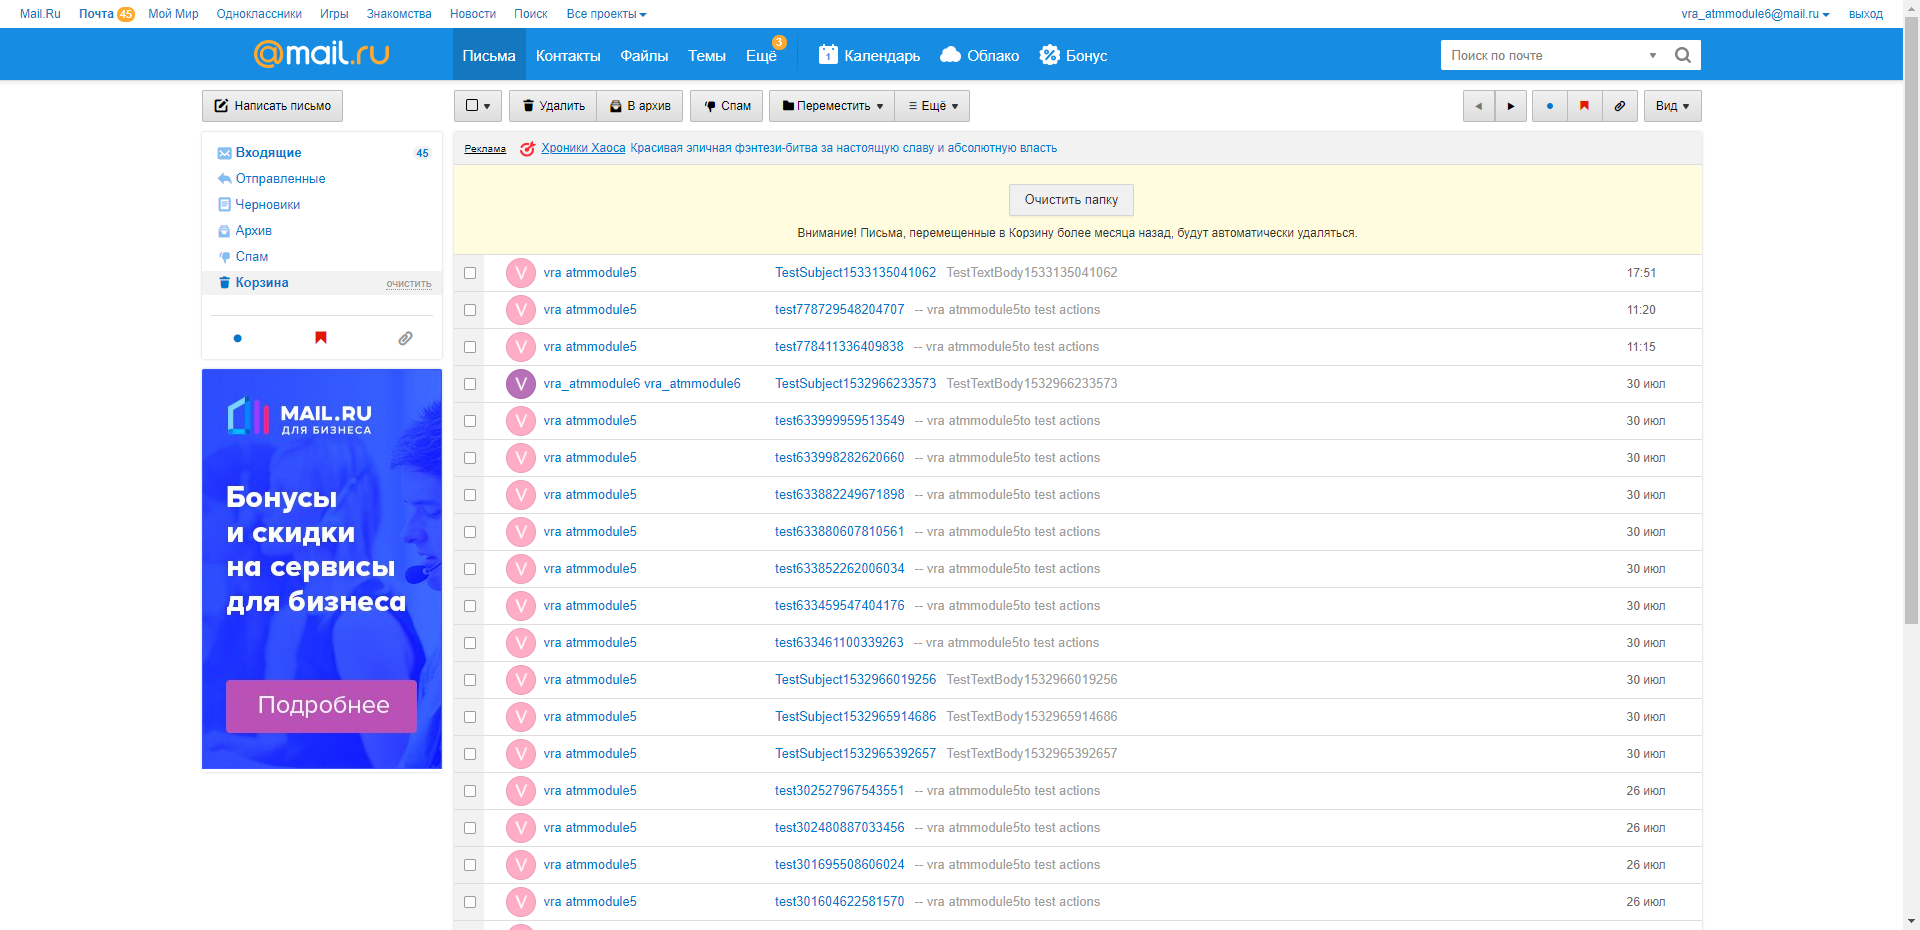 Mail.Ru Почта 45 Мой Мир Одноклассники Игры Знакомства Новости Поиск Все проекты vra_atmmodule6@mail.ru выход
@mail.ru Письма Контакты Файлы Темы Ещё 3 1 Календарь Облако Бонус Поиск по почте
Написать письмо Удалить В архив Спам Переместить Ещё Вид
Входящие 45
Отправленные
Черновики
Архив
Спам
Корзина очистить
MAIL.RU
ДЛЯ БИЗНЕСА
Бонусы
и скидки
на сервисы
для бизнеса
Подробнее
Реклама Хроники Хаоса Красивая эпичная фэнтези-битва за настоящую славу и абсолютную власть
Очистить папку
Внимание! Письма, перемещенные в Корзину более месяца назад, будут автоматически удаляться.
V vra atmmodule5 TestSubject1533135041062 TestTextBody1533135041062 17:51
V vra atmmodule5 test778729548204707 -- vra atmmodule5to test actions 11:20
V vra atmmodule5 test778411336409838 -- vra atmmodule5to test actions 11:15
V vra_atmmodule6 vra_atmmodule6 TestSubject1532966233573 TestTextBody1532966233573 30 июл
V vra atmmodule5 test633999959513549 -- vra atmmodule5to test actions 30 июл
V vra atmmodule5 test633998282620660 -- vra atmmodule5to test actions 30 июл
V vra atmmodule5 test633882249671898 -- vra atmmodule5to test actions 30 июл
V vra atmmodule5 test633880607810561 -- vra atmmodule5to test actions 30 июл
V vra atmmodule5 test633852262006034 -- vra atmmodule5to test actions 30 июл
V vra atmmodule5 test633459547404176 -- vra atmmodule5to test actions 30 июл
V vra atmmodule5 test633461100339263 -- vra atmmodule5to test actions 30 июл
V vra atmmodule5 TestSubject1532966019256 TestTextBody1532966019256 30 июл
V vra atmmodule5 TestSubject1532965914686 TestTextBody1532965914686 30 июл
V vra atmmodule5 TestSubject1532965392657 TestTextBody1532965392657 30 июл
V vra atmmodule5 test302527967543551 -- vra atmmodule5to test actions 26 июл
V vra atmmodule5 test302480887033456 -- vra atmmodule5to test actions 26 июл
V vra atmmodule5 test301695508606024 -- vra atmmodule5to test actions 26 июл
V vra atmmodule5 test301604622581570 -- vra atmmodule5to test actions 26 июл